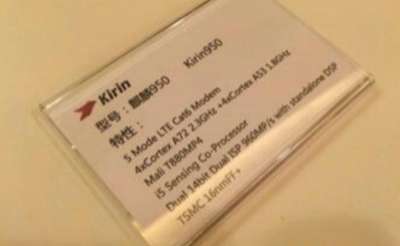 Kirin
型号：麒麟950 Kirin950
特性：
5 Mode LTE Cat6 Modem
4xCortex A72 2.3GHz +4xCortex A53 1.8GHz
Mali T880MP4
i5 Sensing Co-Processor
Dual 14bit Dual ISP 960MP/s with standalone DSP
TSMC 16nmFF+